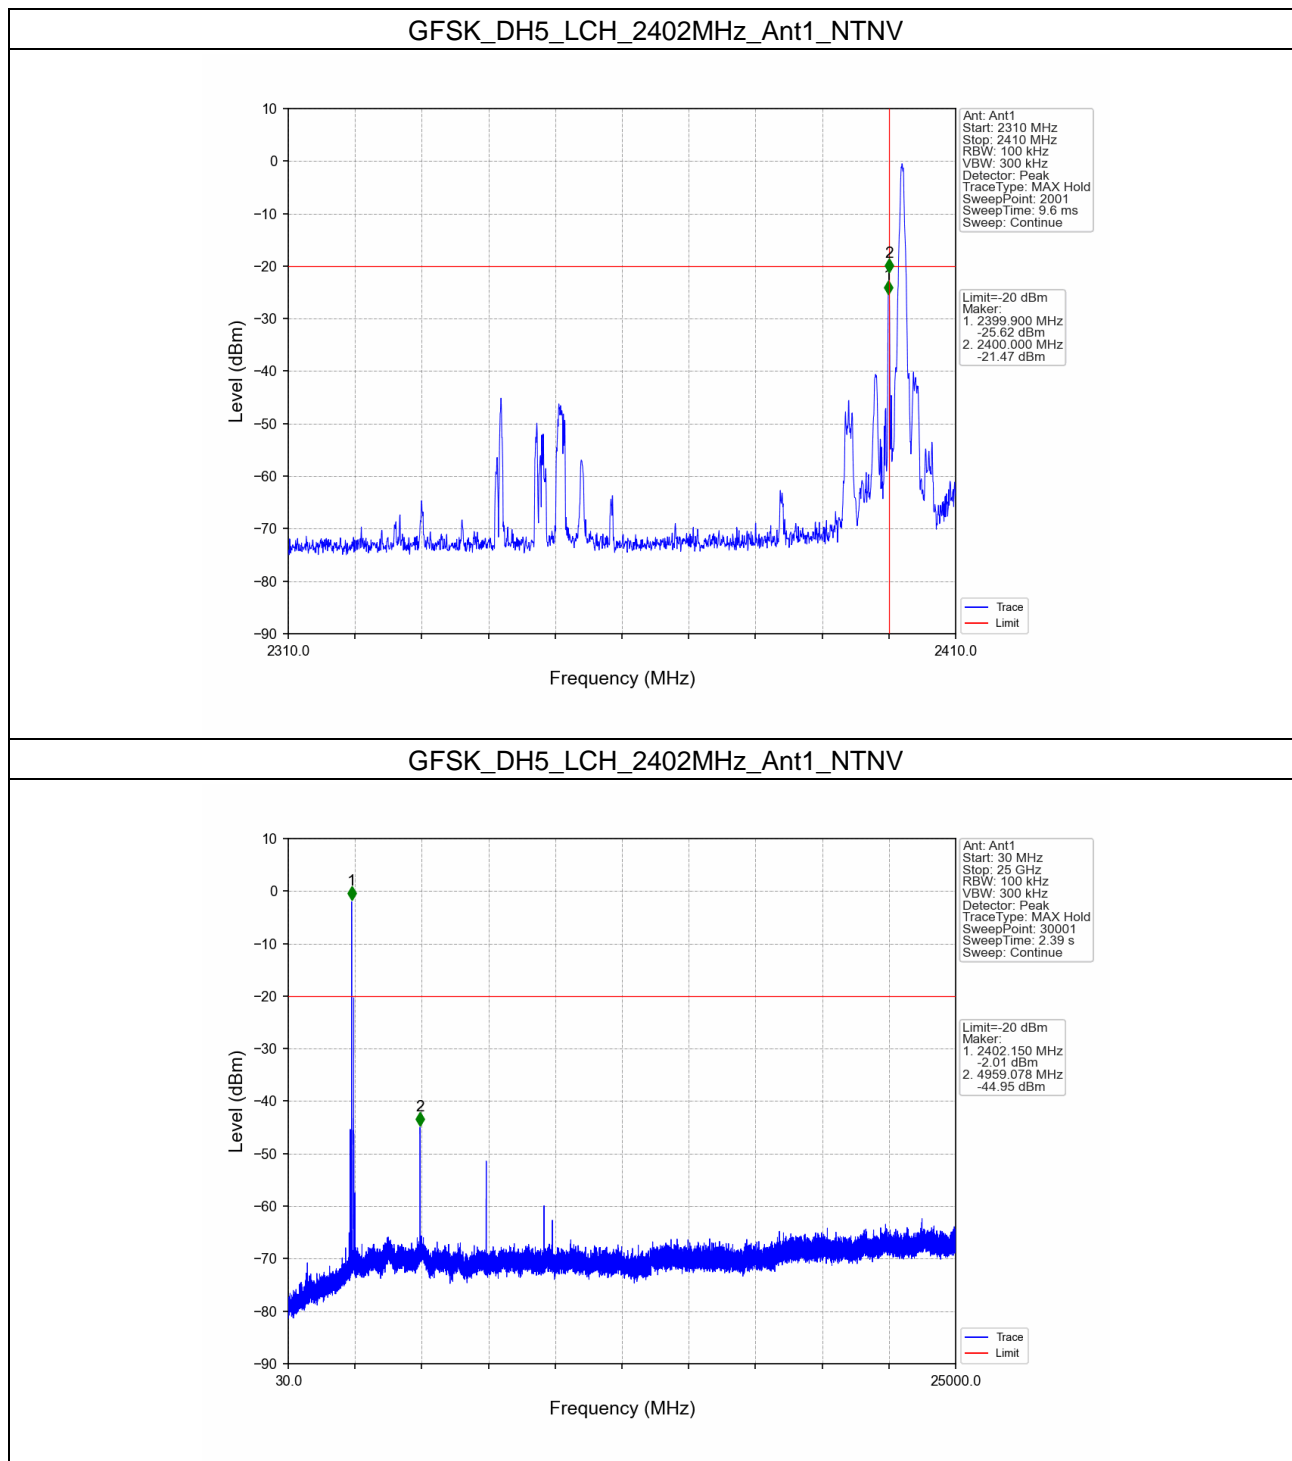 GFSK_DH5_LCH_2402MHz_Ant1_NTNV
10
0
−10
−20
−30
−40
−50
−60
−70
−80
−90
Level (dBm)
2310.0
2410.0
Frequency (MHz)
2
1
Ant: Ant1
Start: 2310 MHz
Stop: 2410 MHz
RBW: 100 kHz
VBW: 300 kHz
Detector: Peak
TraceType: MAX Hold
SweepPoint: 2001
SweepTime: 9.6 ms
Sweep: Continue
Limit=-20 dBm
Maker:
1. 2399.900 MHz
-25.62 dBm
2. 2400.000 MHz
-21.47 dBm
Trace
Limit
GFSK_DH5_LCH_2402MHz_Ant1_NTNV
10
0
−10
−20
−30
−40
−50
−60
−70
−80
−90
Level (dBm)
30.0
25000.0
Frequency (MHz)
1
2
Ant: Ant1
Start: 30 MHz
Stop: 25 GHz
RBW: 100 kHz
VBW: 300 kHz
Detector: Peak
TraceType: MAX Hold
SweepPoint: 30001
SweepTime: 2.39 s
Sweep: Continue
Limit=-20 dBm
Maker:
1. 2402.150 MHz
-2.01 dBm
2. 4959.078 MHz
-44.95 dBm
Trace
Limit